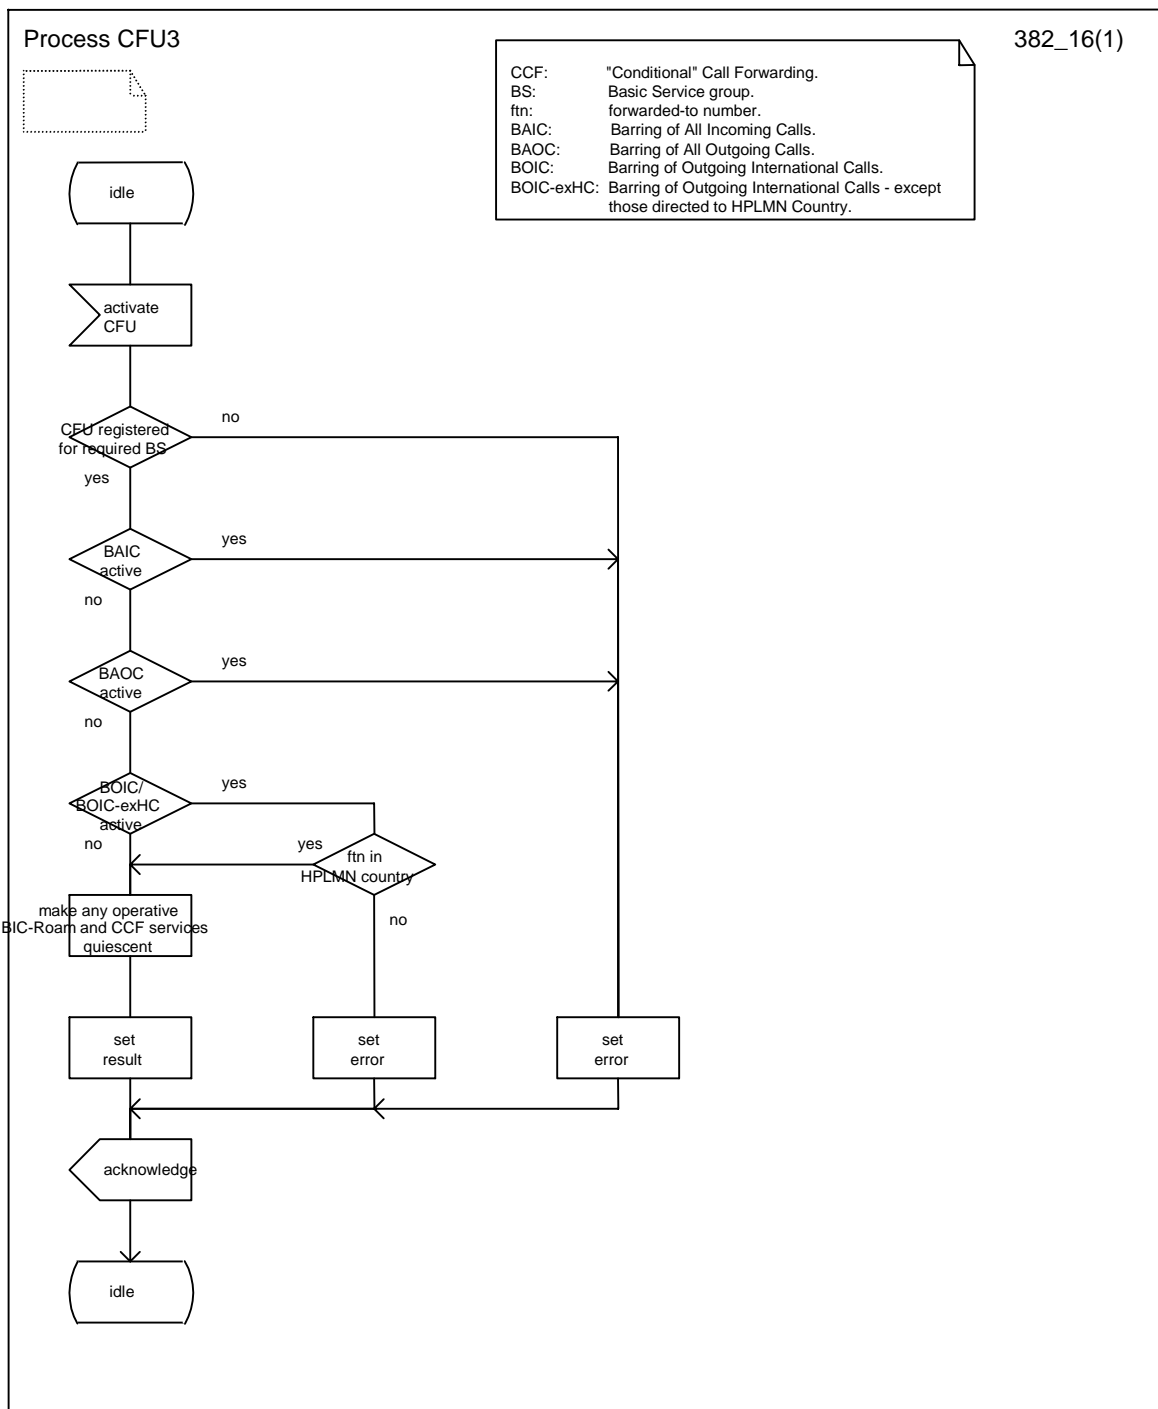 Process CFU3
382_16(1)
CCF: "Conditional" Call Forwarding.
BS: Basic Service group.
ftn: forwarded-to number.
BAIC: Barring of All Incoming Calls.
BAOC: Barring of All Outgoing Calls.
BOIC: Barring of Outgoing International Calls.
BOIC-exHC: Barring of Outgoing International Calls - except
those directed to HPLMN Country.
idle
activate
CFU
CFU registered
for required BS
no
yes
BAIC
active
yes
no
BAOC
active
yes
no
BOIC/
BOIC-exHC
active
yes
no
yes
ftn in
HPLMN country
no
make any operative
BIC-Roam and CCF services
quiescent
set
result
set
error
set
error
acknowledge
idle